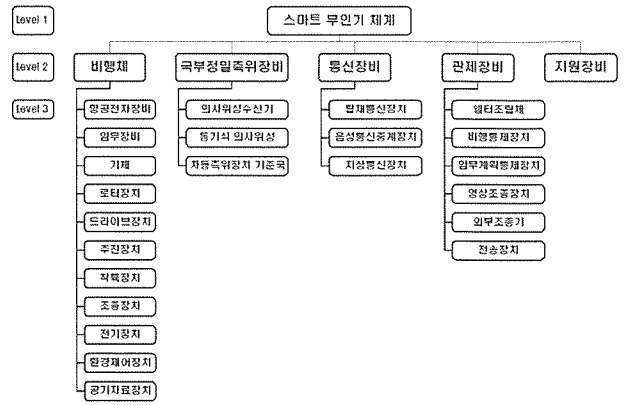 Level 1
스마트 무인기 체계
Level 2
비행체
국부정밀측위장비
통신장비
관제장비
지원장비
Level 3
항공전자장비
의사위성수신기
탑재통신장치
쉘터조립체
임무장비
동기식 의사위성
음성통신중계장치
비행통제장치
기체
차등측위장치 기준국
지상통신장치
임무계획통제장치
로터장치
영상조종장치
드라이브장치
외부조종기
추진장치
전송장치
착륙장치
조종장치
전기장치
환경제어장치
공기자료장치